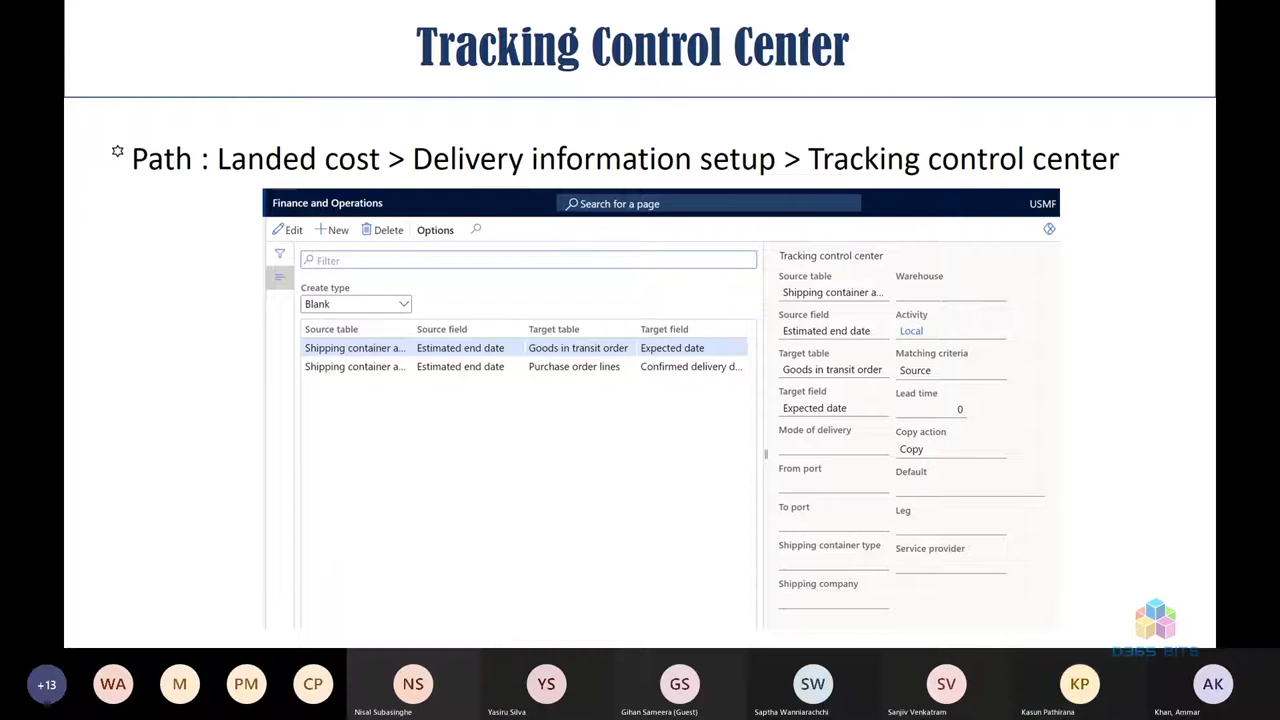 Tracking Control Center
Path : Landed cost > Delivery information setup > Tracking control center
Finance and Operations
Search for a page
USMF
Edit
New
Delete
Options
Filter
Create type
Blank
Source table Source field Target table Target field
Shipping container a... Estimated end date Goods in transit order Expected date
Shipping container a... Estimated end date Purchase order lines Confirmed delivery d...
Tracking control center
Source table
Shipping container a...
Source field
Estimated end date
Target table
Goods in transit order
Target field
Expected date
Mode of delivery
From port
To port
Shipping container type
Shipping company
Warehouse
Activity
Local
Matching criteria
Source
Lead time
0
Copy action
Copy
Default
Leg
Service provider
D365 BITS
+13
WA
M
PM
CP
NS
Nisal Subasinghe
YS
Yasiru Silva
GS
Gihan Sameera (Guest)
SW
Saptha Wanniarachchi
SV
Sanjiv Venkatram
KP
Kasun Pathirana
AK
Khan, Ammar